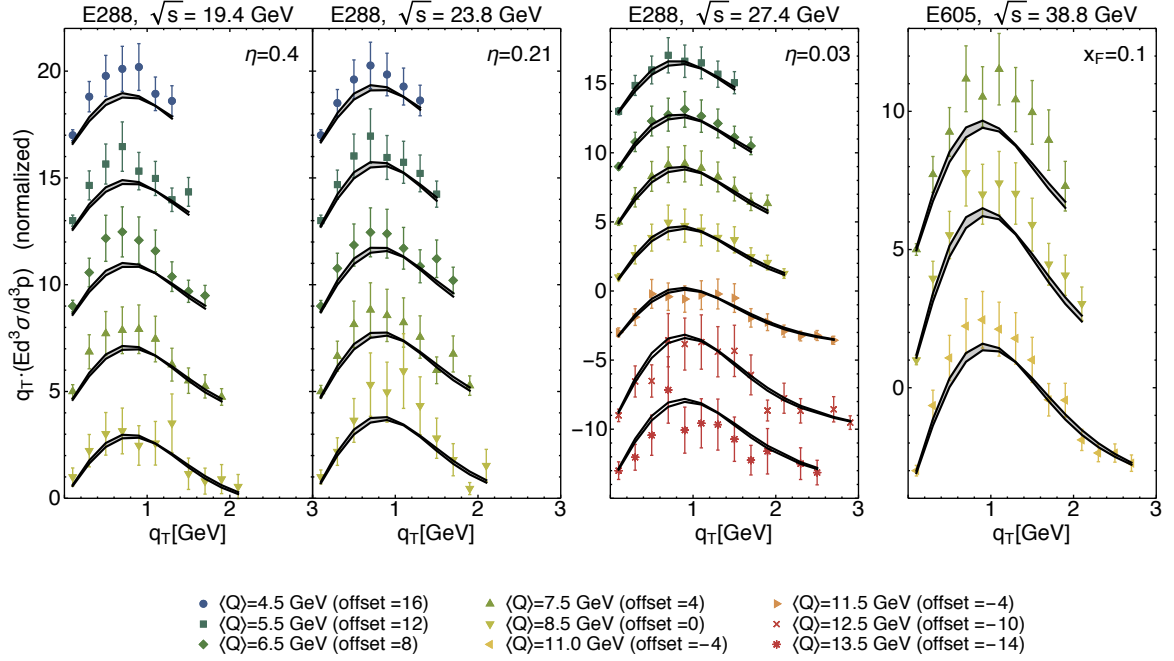 E288, √s = 19.4 GeV
E288, √s = 23.8 GeV
E288, √s = 27.4 GeV
E605, √s = 38.8 GeV
η=0.4
η=0.21
η=0.03
x_F=0.1
q_T·(Ed³σ/d³p) (normalized)
20
15
10
5
0
15
10
5
0
−5
−10
10
5
0
1
2
3
1
2
3
1
2
3
1
2
3
q_T[GeV]
q_T[GeV]
q_T[GeV]
q_T[GeV]
⟨Q⟩=4.5 GeV (offset =16)
⟨Q⟩=5.5 GeV (offset =12)
⟨Q⟩=6.5 GeV (offset =8)
⟨Q⟩=7.5 GeV (offset =4)
⟨Q⟩=8.5 GeV (offset =0)
⟨Q⟩=11.0 GeV (offset =−4)
⟨Q⟩=11.5 GeV (offset =−4)
⟨Q⟩=12.5 GeV (offset =−10)
⟨Q⟩=13.5 GeV (offset =−14)